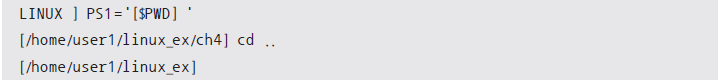 LINUX ] PS1='[$PWD] '
[/home/user1/linux_ex/ch4] cd ..
[/home/user1/linux_ex]